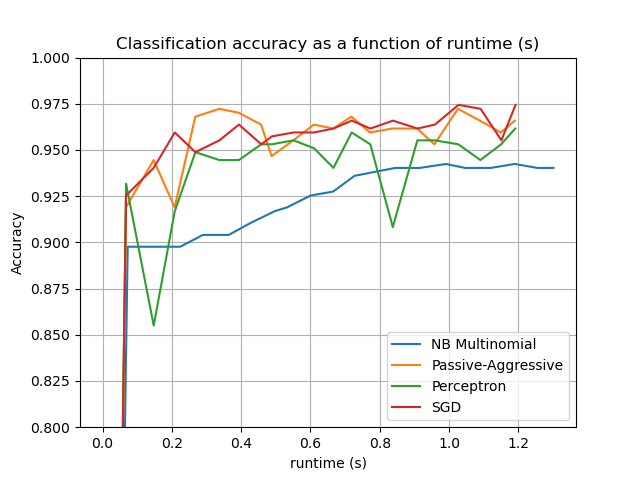 Classification accuracy as a function of runtime (s)
1.000
0.975
0.950
0.925
0.900
0.875
0.850
0.825
0.800
Accuracy
NB Multinomial
Passive-Aggressive
Perceptron
SGD
0.0 0.2 0.4 0.6 0.8 1.0 1.2
runtime (s)